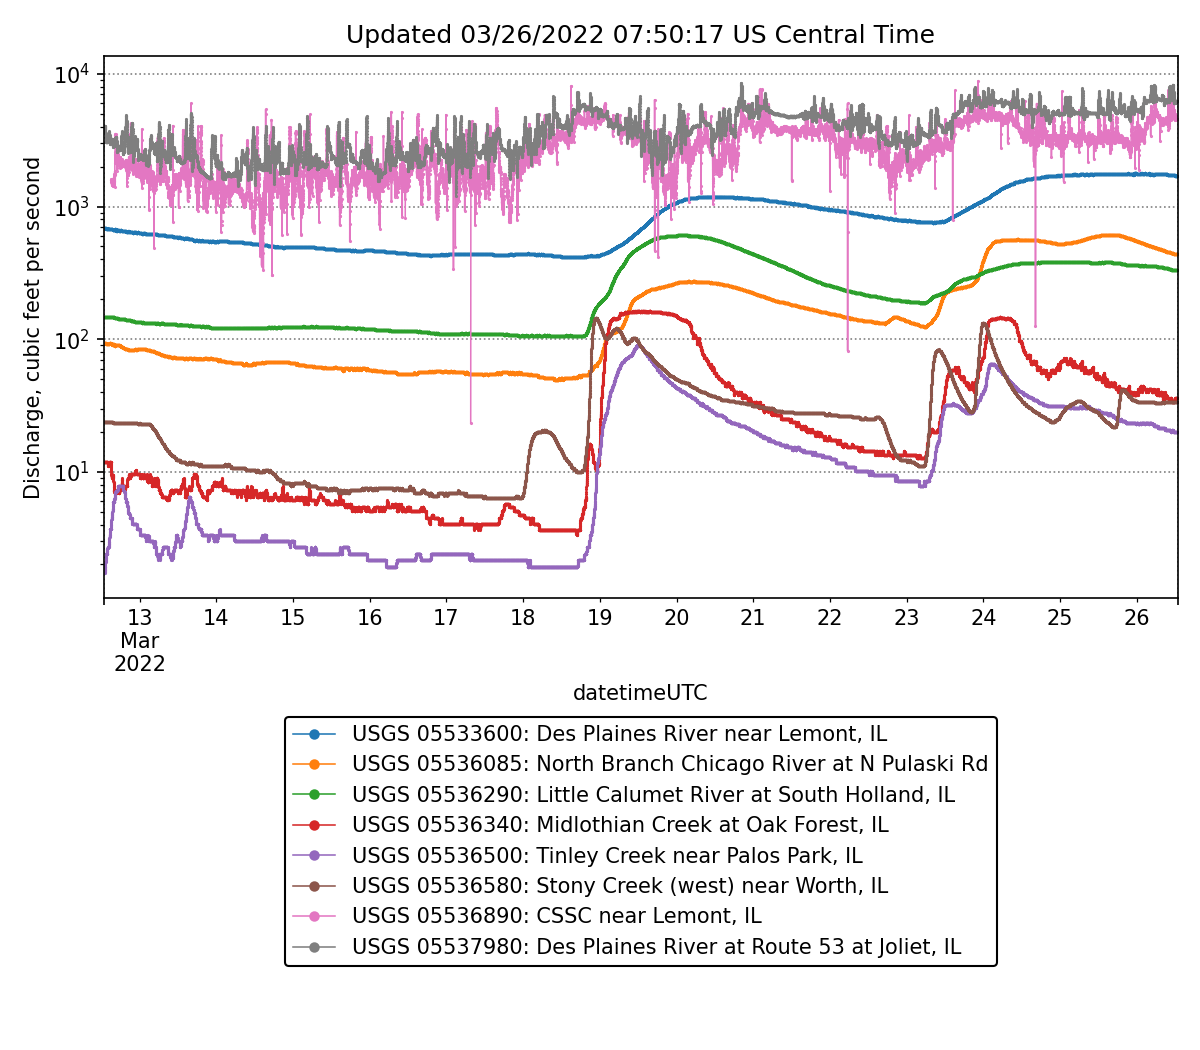 Updated 03/26/2022 07:50:17 US Central Time
Discharge, cubic feet per second
10⁴
10³
10²
10¹
13 14 15 16 17 18 19 20 21 22 23 24 25 26
Mar
2022
datetimeUTC
USGS 05533600: Des Plaines River near Lemont, IL
USGS 05536085: North Branch Chicago River at N Pulaski Rd
USGS 05536290: Little Calumet River at South Holland, IL
USGS 05536340: Midlothian Creek at Oak Forest, IL
USGS 05536500: Tinley Creek near Palos Park, IL
USGS 05536580: Stony Creek (west) near Worth, IL
USGS 05536890: CSSC near Lemont, IL
USGS 05537980: Des Plaines River at Route 53 at Joliet, IL